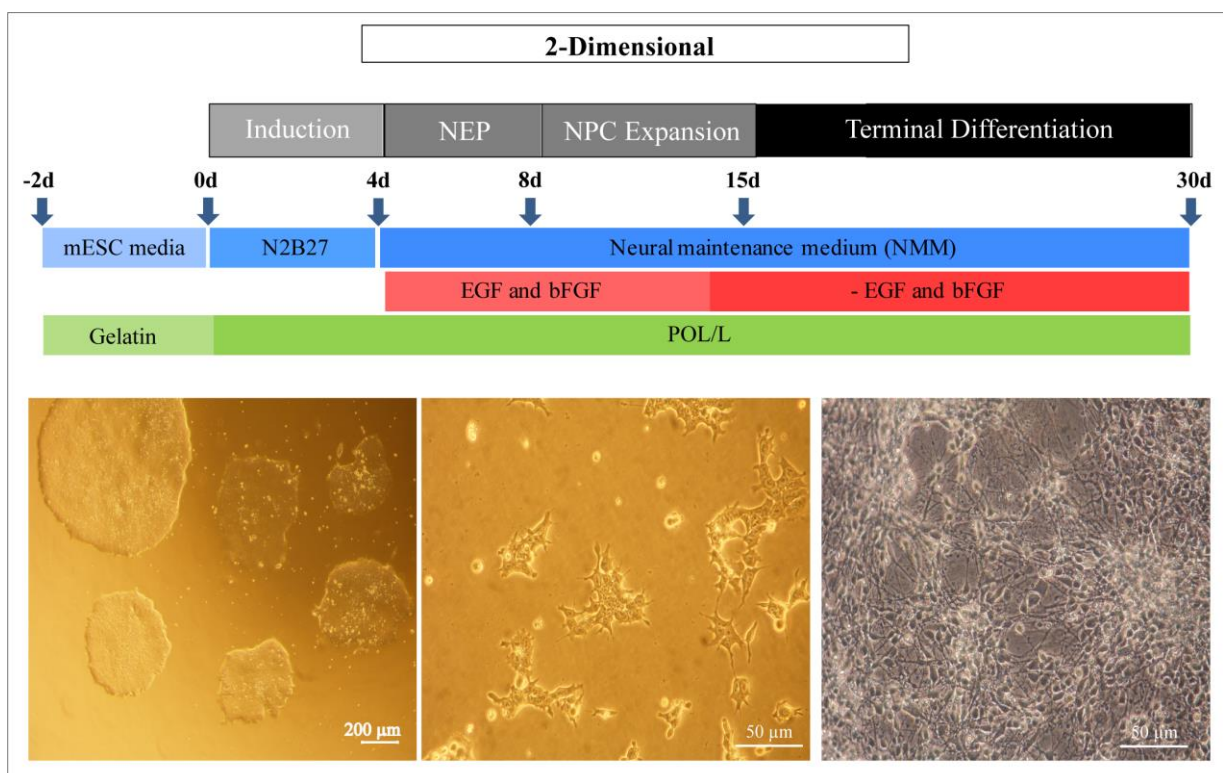 2-Dimensional
Induction NEP NPC Expansion Terminal Differentiation
-2d 0d 4d 8d 15d 30d
mESC media N2B27 Neural maintenance medium (NMM)
EGF and bFGF - EGF and bFGF
Gelatin POL/L
200 µm 50 µm 50 µm